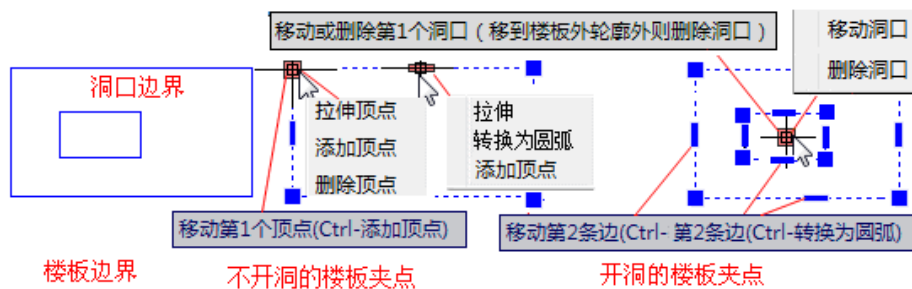 移动或删除第1个洞口（移到楼板外轮廓外则删除洞口）
移动洞口
删除洞口
洞口边界
拉伸顶点
添加顶点
删除顶点
拉伸
转换为圆弧
添加顶点
移动第1个顶点(Ctrl-添加顶点)
移动第2条边(Ctrl-
第2条边(Ctrl-转换为圆弧)
楼板边界
不开洞的楼板夹点
开洞的楼板夹点